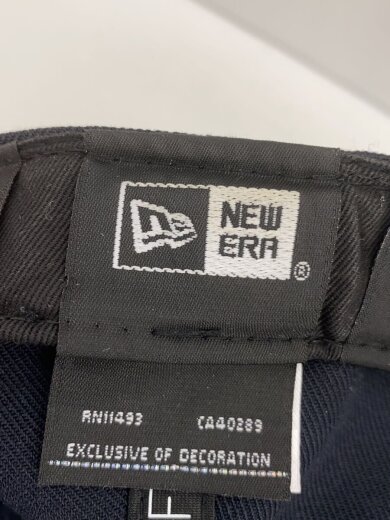 NEW
ERA
®
RN11493 CA40289
EXCLUSIVE OF DECORATION
F